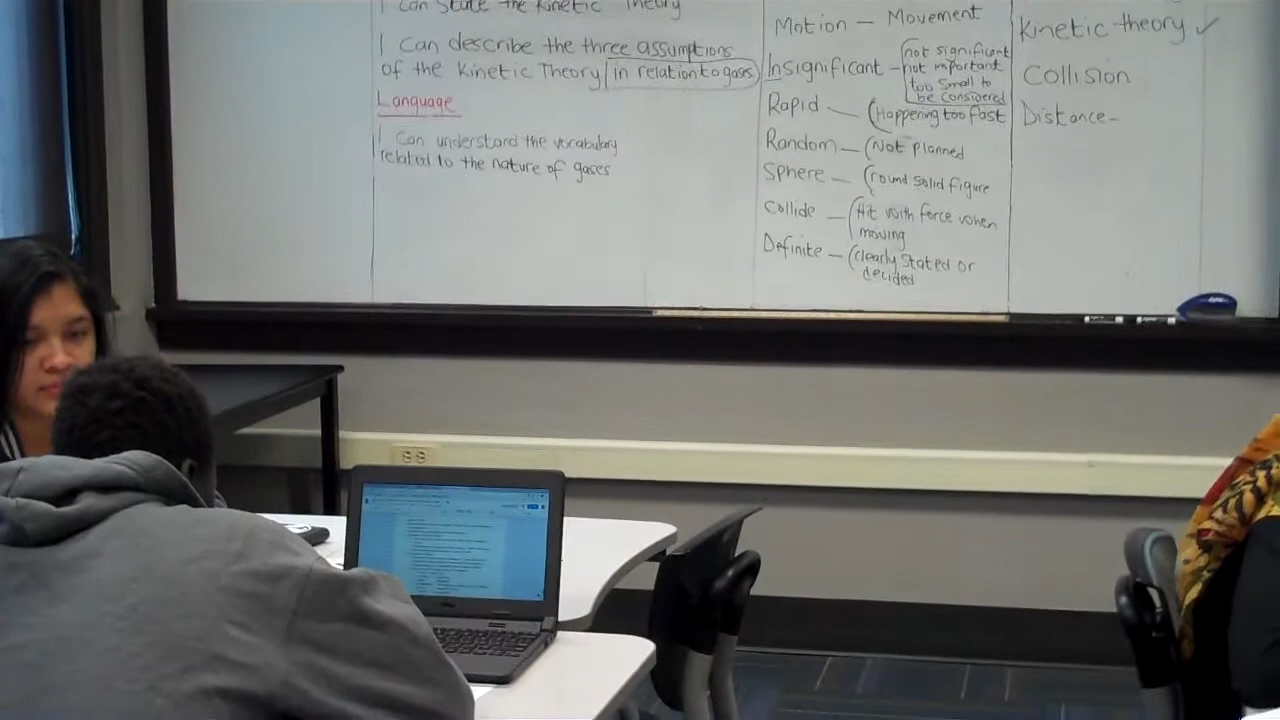 I can state the kinetic Theory
I can describe the three assumptions
of the kinetic Theory in relation to gases
Language
I can understand the vocabulary
related to the nature of gases
Motion – Movement
Insignificant – not significant
not important
too small to
be considered
Rapid – (Happening too fast
Random – (Not planned
Sphere – (round solid figure
Collide – (Hit with force when
moving
Definite – (clearly stated or
decided
Kinetic theory ✓
Collision
Distance –